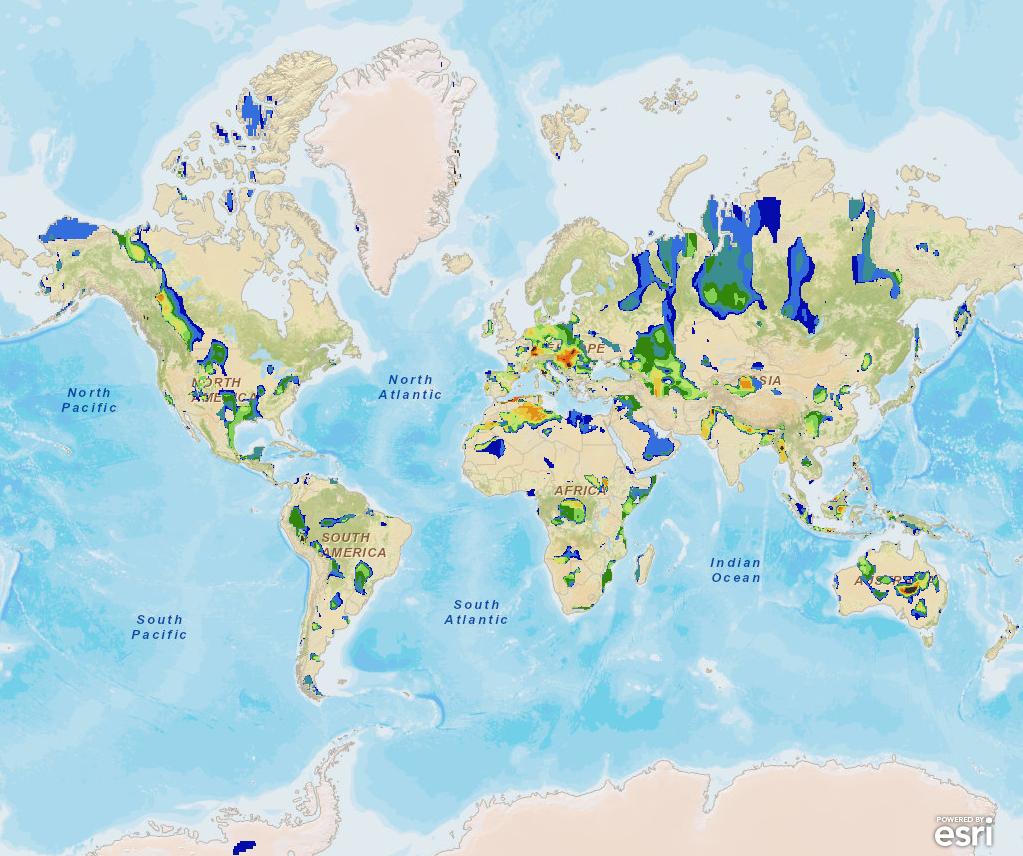 North
Pacific
NORTH
AMERICA
North
Atlantic
EUROPE
ASIA
AFRICA
SOUTH
AMERICA
Indian
Ocean
AUSTRALIA
South
Pacific
South
Atlantic
POWERED BY
esri